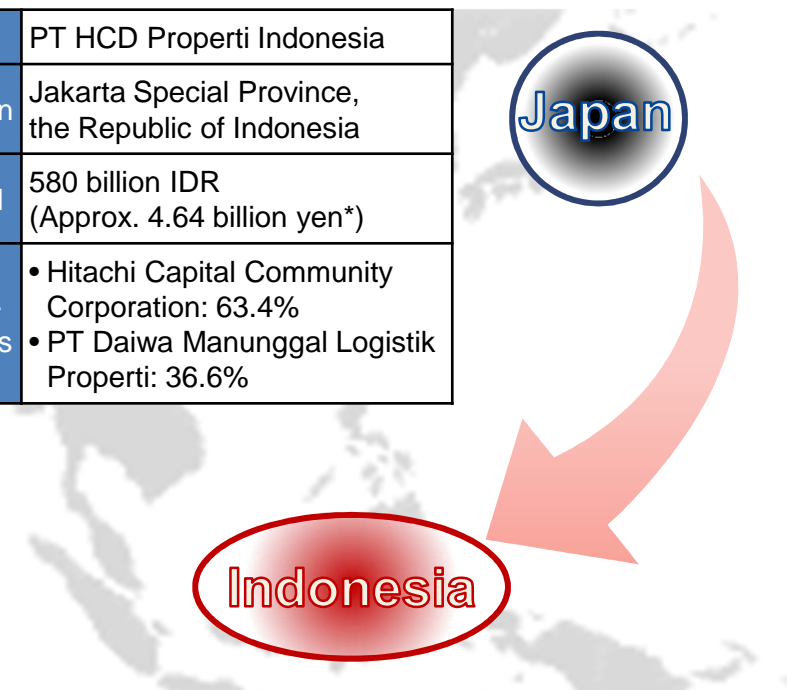 PT HCD Properti Indonesia
Jakarta Special Province,
the Republic of Indonesia
580 billion IDR
(Approx. 4.64 billion yen*)
• Hitachi Capital Community
Corporation: 63.4%
• PT Daiwa Manunggal Logistik
Properti: 36.6%
Japan
Indonesia